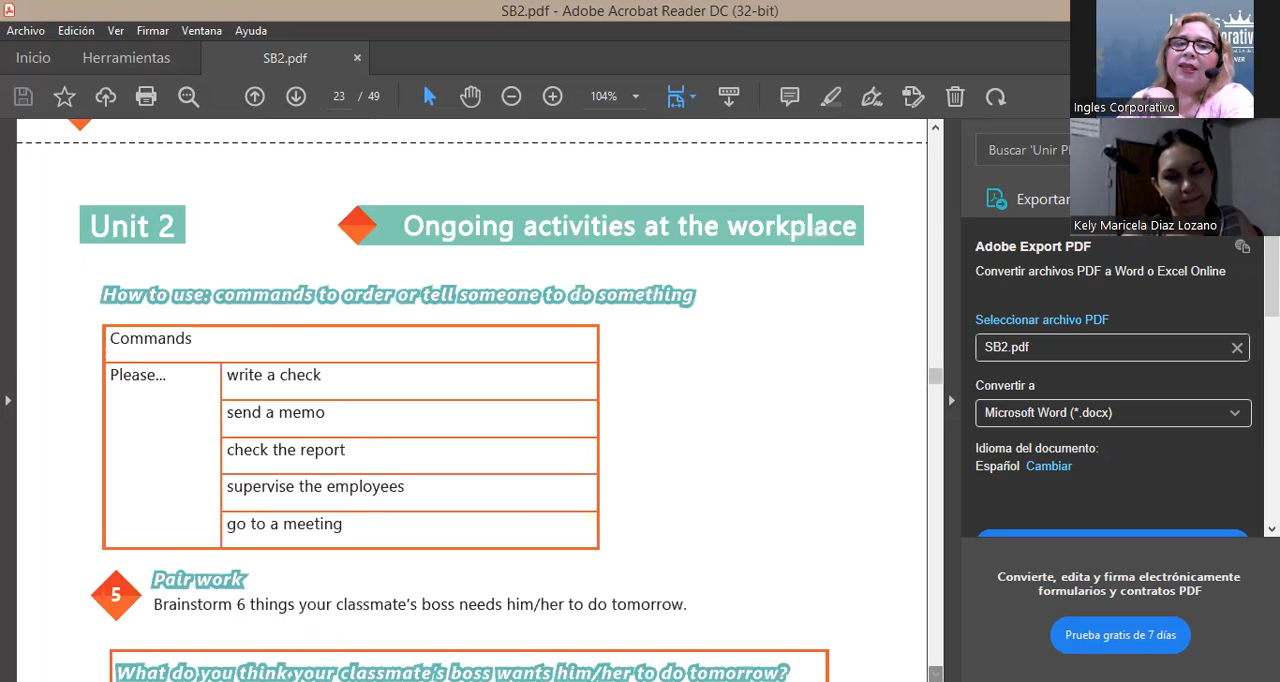 SB2.pdf - Adobe Acrobat Reader DC (32-bit)
Archivo Edición Ver Firmar Ventana Ayuda
Inicio Herramientas SB2.pdf ×
23 / 49 104%
Unit 2 Ongoing activities at the workplace
How to use: commands to order or tell someone to do something
Commands
Please... write a check
send a memo
check the report
supervise the employees
go to a meeting
5 Pair work
Brainstorm 6 things your classmate's boss needs him/her to do tomorrow.
What do you think your classmate's boss wants him/her to do tomorrow?
Ingles Corporativo
Kely Maricela Diaz Lozano
Buscar 'Unir
Exportar
Adobe Export PDF
Convertir archivos PDF a Word o Excel Online
Seleccionar archivo PDF
SB2.pdf
Convertir a
Microsoft Word (*.docx)
Idioma del documento:
Español Cambiar
Convierte, edita y firma electrónicamente
formularios y contratos PDF
Prueba gratis de 7 días